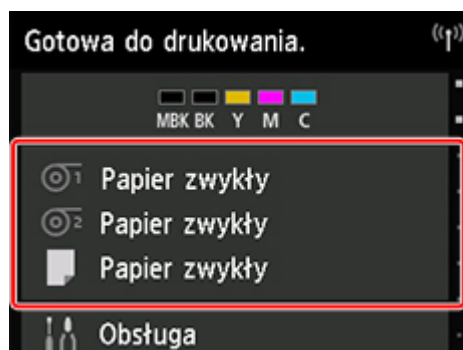 Gotowa do drukowania.
MBK BK Y M C
1 Papier zwykły
2 Papier zwykły
Papier zwykły
Obsługa